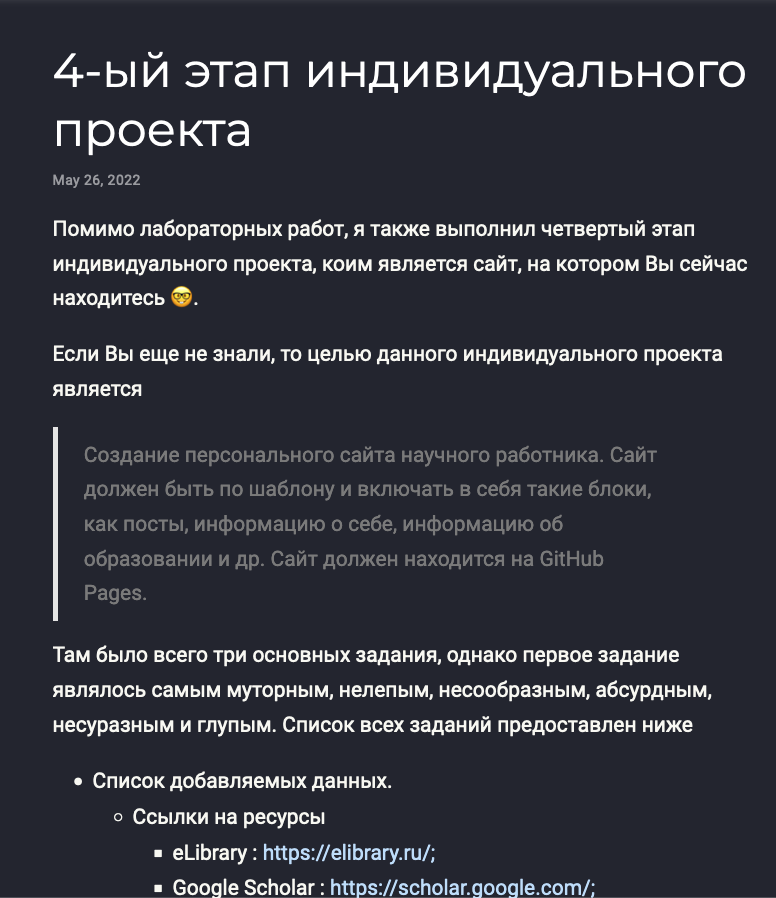 4-ый этап индивидуального
проекта
May 26, 2022
Помимо лабораторных работ, я также выполнил четвертый этап
индивидуального проекта, коим является сайт, на котором Вы сейчас
находитесь 🤓.
Если Вы еще не знали, то целью данного индивидуального проекта
является
Создание персонального сайта научного работника. Сайт
должен быть по шаблону и включать в себя такие блоки,
как посты, информацию о себе, информацию об
образовании и др. Сайт должен находится на GitHub
Pages.
Там было всего три основных задания, однако первое задание
являлось самым муторным, нелепым, несообразным, абсурдным,
несуразным и глупым. Список всех заданий предоставлен ниже
• Список добавляемых данных.
◦ Ссылки на ресурсы
▪ eLibrary : https://elibrary.ru/;
▪ Google Scholar : https://scholar.google.com/;